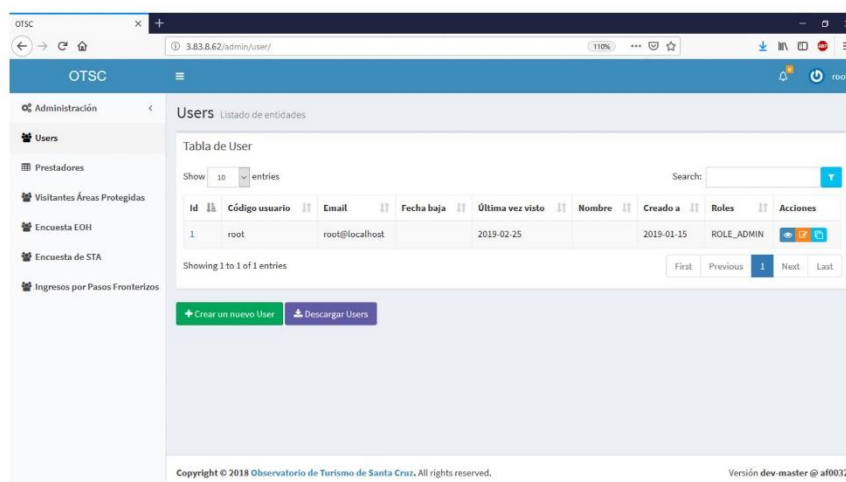 OTSC
3.83.8.62/admin/user/
110%
OTSC
Administración
Users Listado de entidades
Users
Tabla de User
Prestadores
Show 10 entries
Search:
Visitantes Áreas Protegidas
Id Código usuario Email Fecha baja Última vez visto Nombre Creado a Roles Acciones
Encuesta EOH
1 root root@localhost 2019-02-25 2019-01-15 ROLE_ADMIN
Encuesta de STA
Showing 1 to 1 of 1 entries
First Previous 1 Next Last
Ingresos por Pasos Fronterizos
Crear un nuevo User Descargar Users
Copyright © 2018 Observatorio de Turismo de Santa Cruz. All rights reserved.
Versión dev-master @ af0032